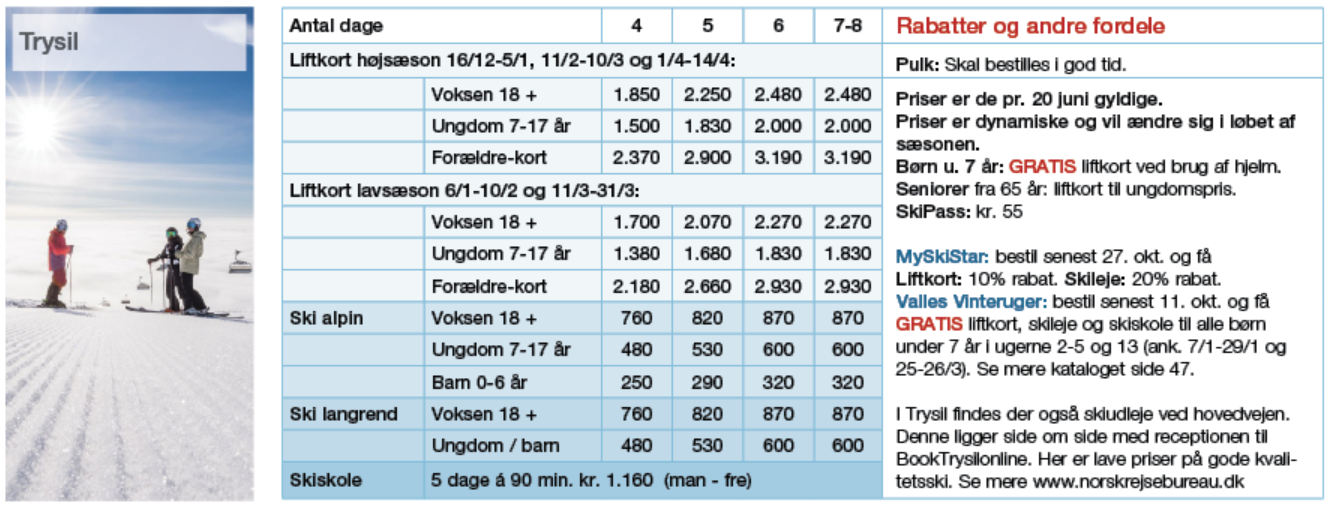 Trysil
Antal dage 4 5 6 7-8
Liftkort højsæson 16/12-5/1, 11/2-10/3 og 1/4-14/4:
Voksen 18 + 1.850 2.250 2.480 2.480
Ungdom 7-17 år 1.500 1.830 2.000 2.000
Forældre-kort 2.370 2.900 3.190 3.190
Liftkort lavsæson 6/1-10/2 og 11/3-31/3:
Voksen 18 + 1.700 2.070 2.270 2.270
Ungdom 7-17 år 1.380 1.680 1.830 1.830
Forældre-kort 2.180 2.660 2.930 2.930
Ski alpin Voksen 18 + 760 820 870 870
Ungdom 7-17 år 480 530 600 600
Barn 0-6 år 250 290 320 320
Ski langrend Voksen 18 + 760 820 870 870
Ungdom / barn 480 530 600 600
Skiskole 5 dage á 90 min. kr. 1.160 (man - fre)
Rabatter og andre fordele
Pulk: Skal bestilles i god tid.
Priser er de pr. 20 juni gyldige.
Priser er dynamiske og vil ændre sig i løbet af
sæsonen.
Børn u. 7 år: GRATIS liftkort ved brug af hjelm.
Seniorer fra 65 år: liftkort til ungdomspris.
SkiPass: kr. 55
MySkiStar: bestil senest 27. okt. og få
Liftkort: 10% rabat. Skileje: 20% rabat.
Valles Vinteruger: bestil senest 11. okt. og få
GRATIS liftkort, skileje og skiskole til alle børn
under 7 år i ugerne 2-5 og 13 (ank. 7/1-29/1 og
25-26/3). Se mere kataloget side 47.
I Trysil findes der også skiudleje ved hovedvejen.
Denne ligger side om side med receptionen til
BookTrysilonline. Her er lave priser på gode kvali-
tetsski. Se mere www.norskrejsebureau.dk